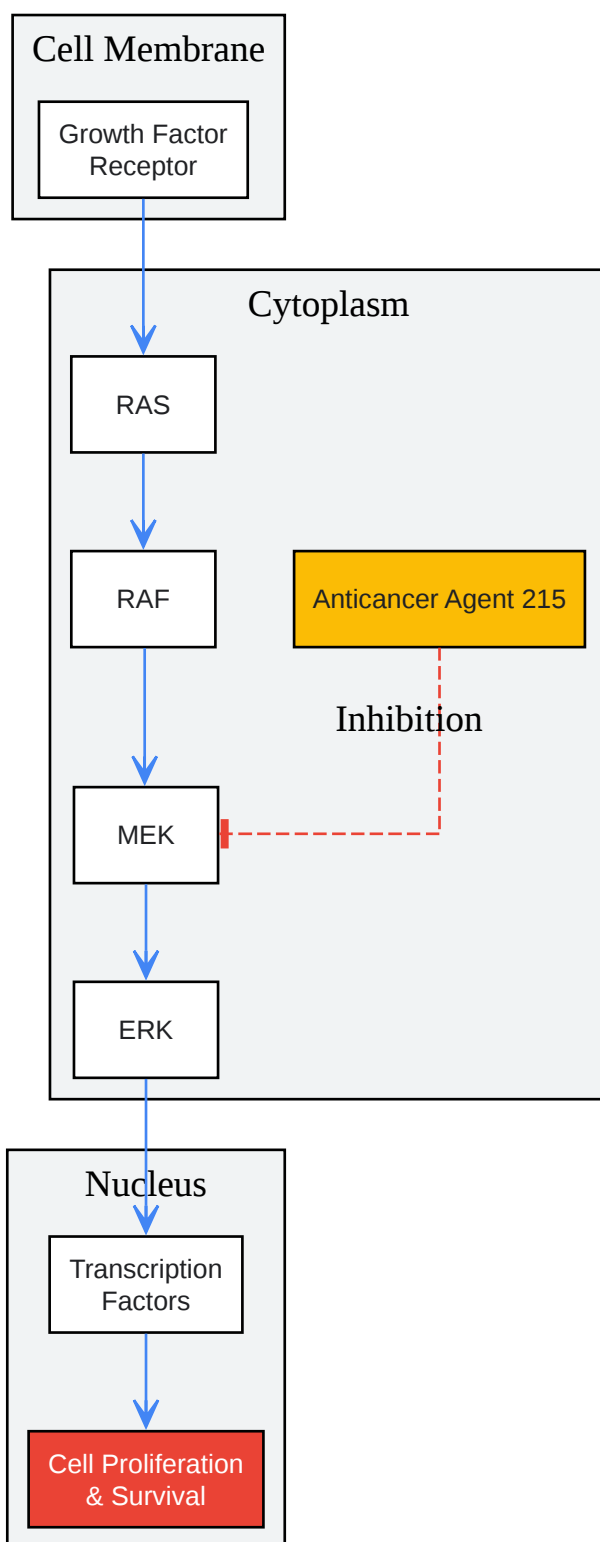 Cell Membrane
Growth Factor
Receptor
Cytoplasm
RAS
RAF
Anticancer Agent 215
Inhibition
MEK
ERK
Nucleus
Transcription
Factors
Cell Proliferation
& Survival